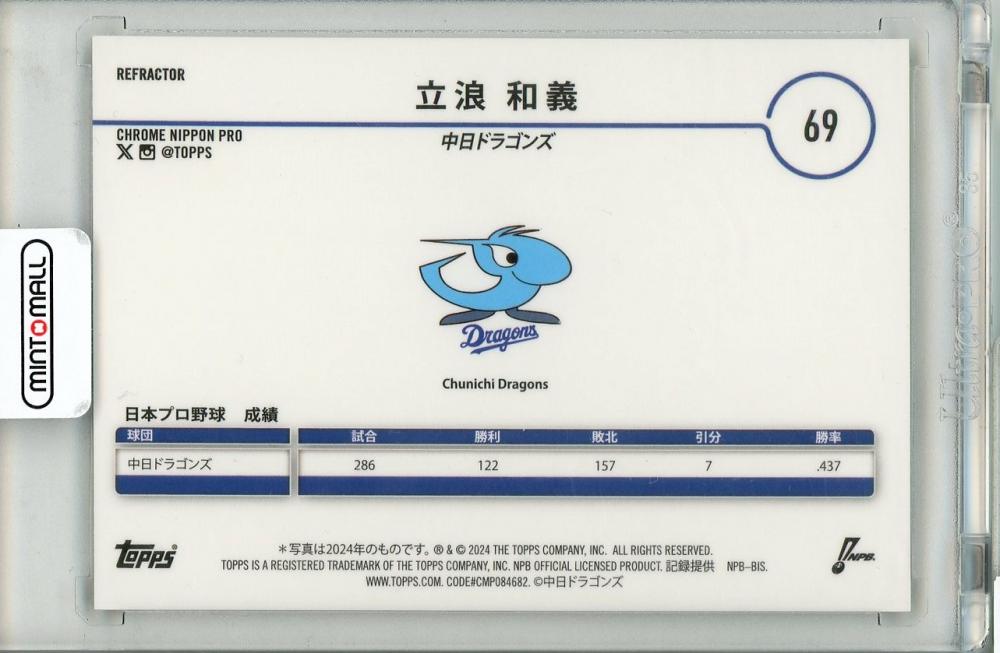 REFRACTOR
立浪 和義
69
CHROME NIPPON PRO
@TOPPS
中日ドラゴンズ
MINTOMALL
Dragons
Chunichi Dragons
日本プロ野球 成績
球団 試合 勝利 敗北 引分 勝率
中日ドラゴンズ 286 122 157 7 .437
topps
＊写真は2024年のものです。® & © 2024 THE TOPPS COMPANY, INC. ALL RIGHTS RESERVED.
TOPPS IS A REGISTERED TRADEMARK OF THE TOPPS COMPANY, INC. NPB OFFICIAL LICENSED PRODUCT. 記録提供 NPB-BIS.
WWW.TOPPS.COM. CODE#CMP084682. ©中日ドラゴンズ
NPB.